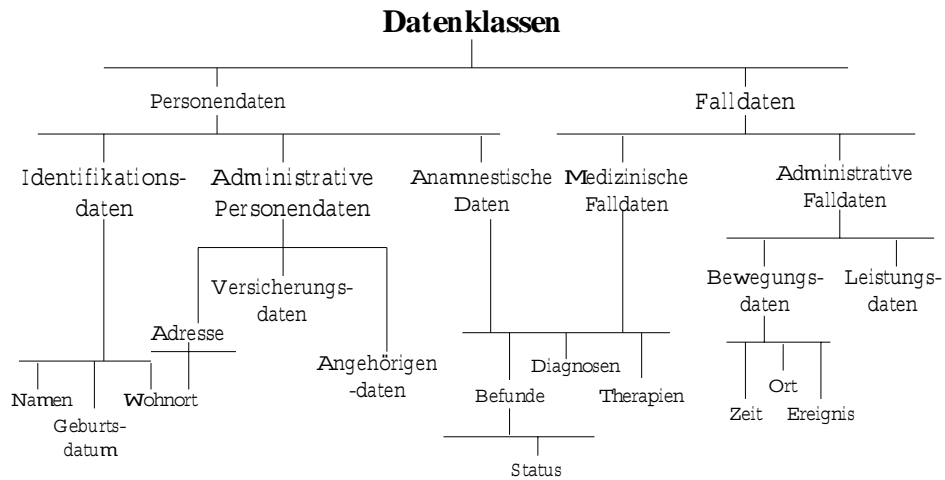 Datenklassen
Personendaten
Falldaten
Identifikations-
daten
Administrative
Personendaten
Anamnestische
Daten
Medizinische
Falldaten
Administrative
Falldaten
Versicherungs-
daten
Bewegungs-
daten
Leistungs-
daten
Adresse
Angehörigen
-daten
Diagnosen
Namen
Geburts-
datum
Wohnort
Befunde
Therapien
Ort
Zeit
Ereignis
Status